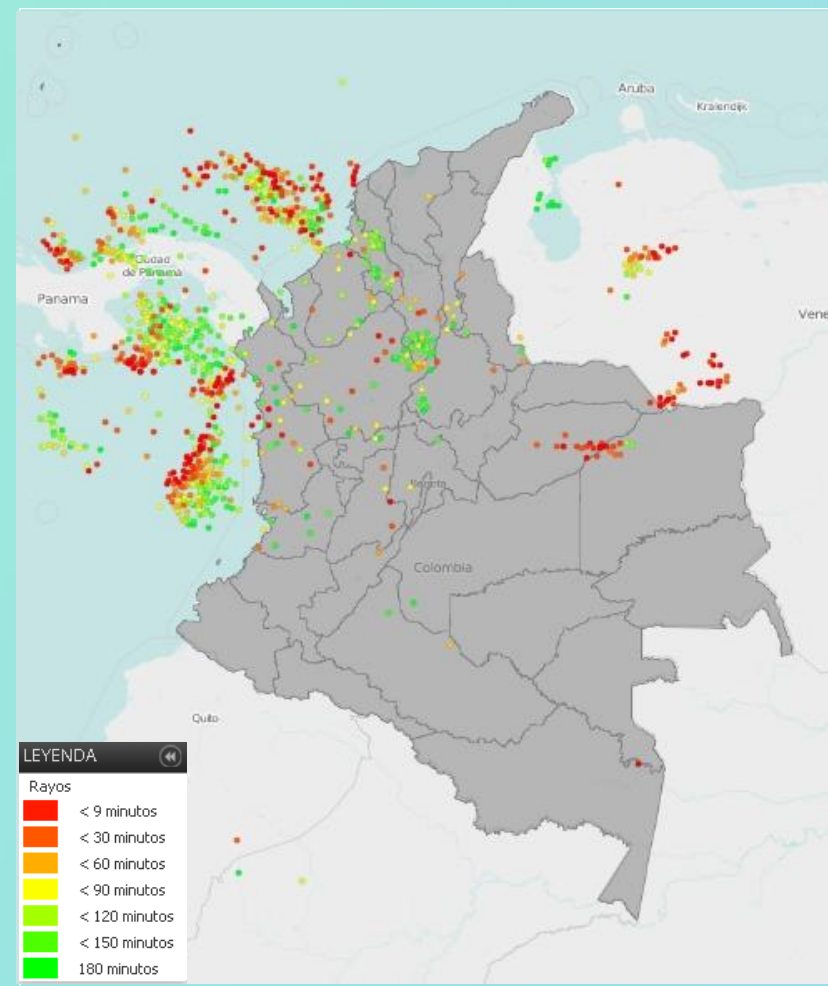 Aruba
Kralendijk
Ciudad
de Panamá
Panama
Vene
Bogota
Colombia
Quito
LEYENDA
Rayos
< 9 minutos
< 30 minutos
< 60 minutos
< 90 minutos
< 120 minutos
< 150 minutos
180 minutos